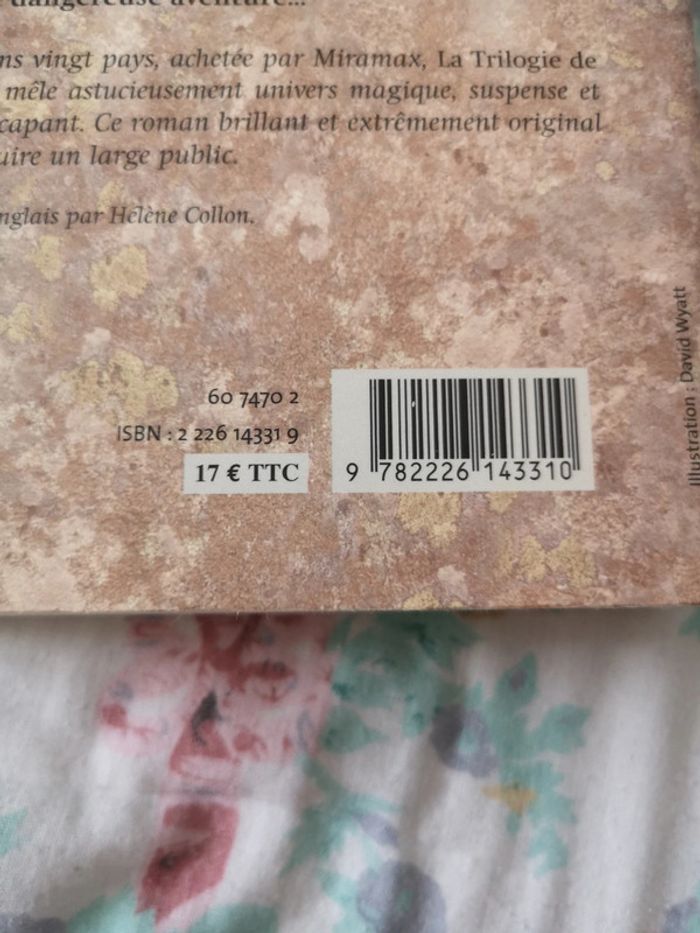 dangereuse aventure...
ns vingt pays, achetée par Miramax, La Trilogie de
mêle astucieusement univers magique, suspense et
capant. Ce roman brillant et extrêmement original
uire un large public.
nglais par Hélène Collon.
60 7470 2
ISBN : 2 226 14331 9
17 € TTC
9 782226 143310
Illustration : David Wyatt